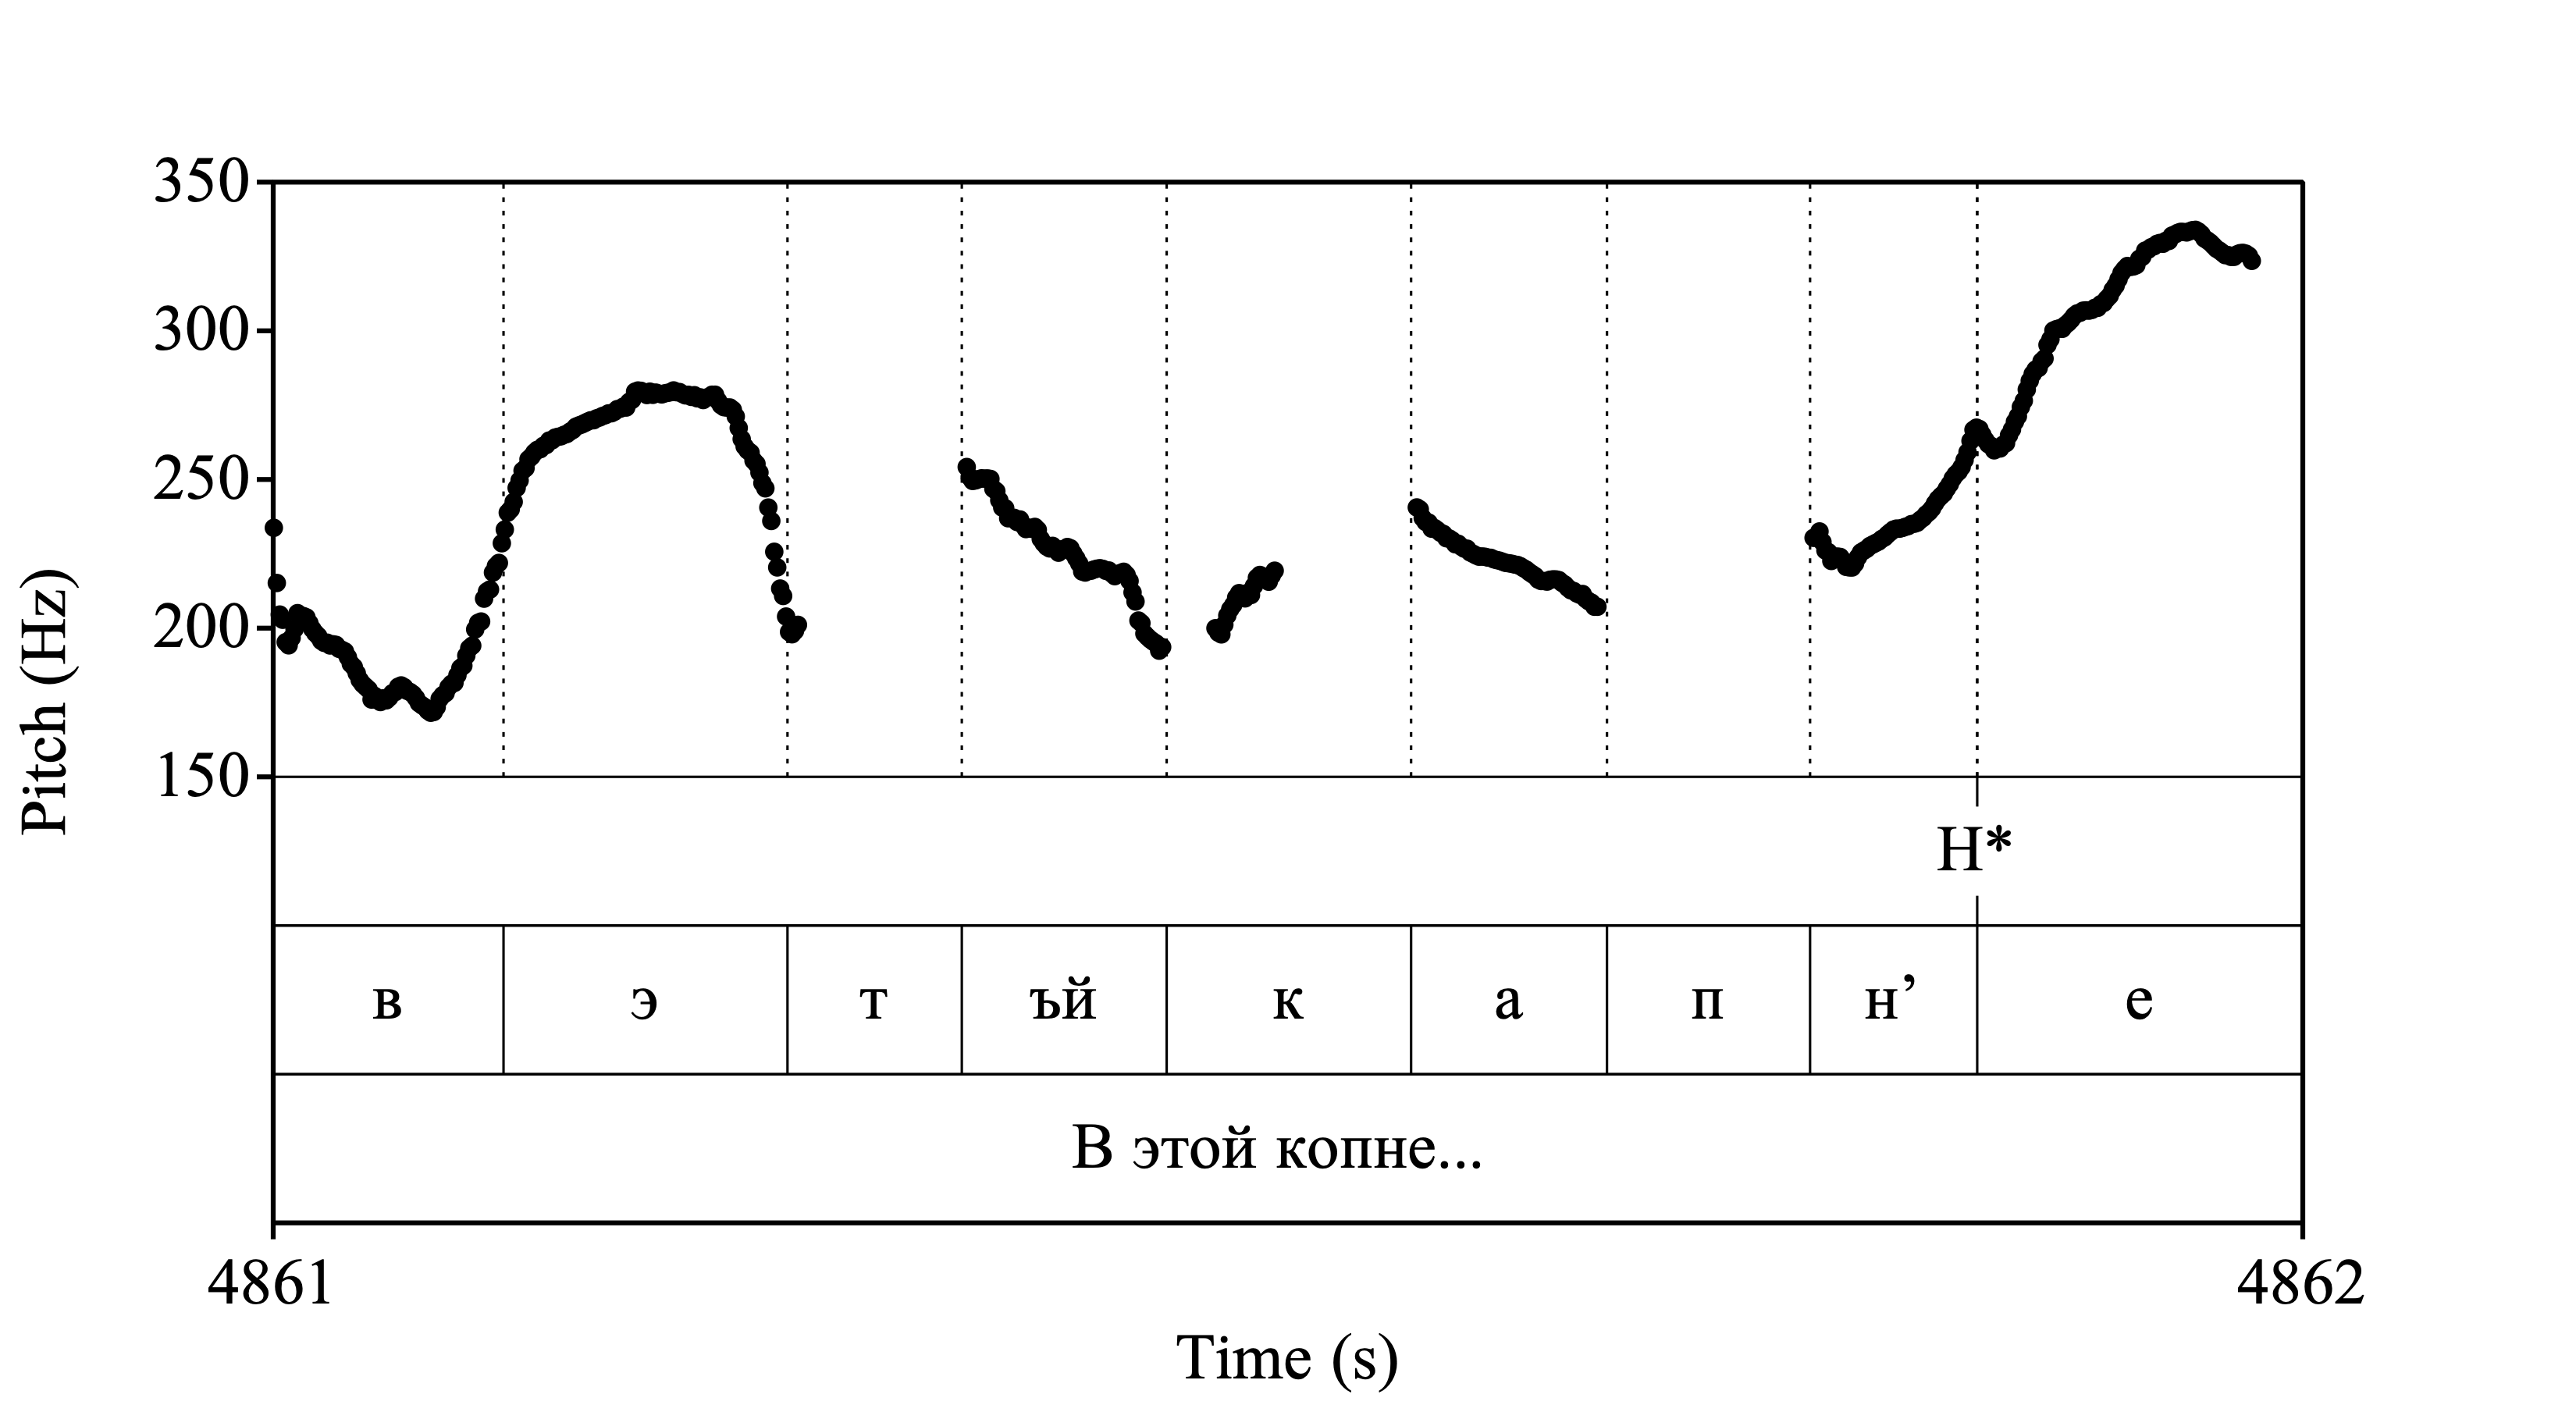 350
300
250
200
150
Pitch (Hz)
H*
в э т ъй к а п н’ е
В этой копне...
4861 4862
Time (s)